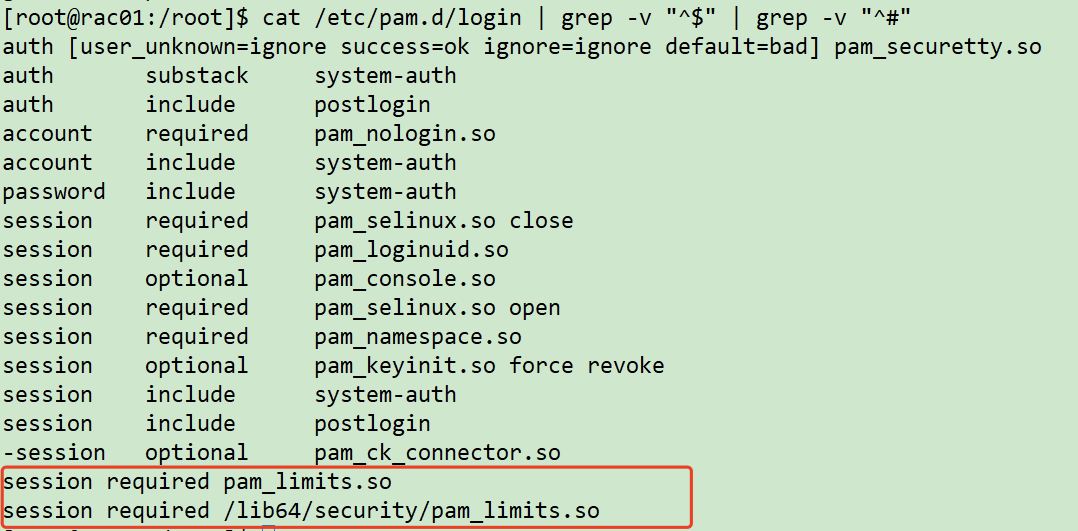 [root@rac01:/root]$ cat /etc/pam.d/login | grep -v "^$" | grep -v "^#"
auth [user_unknown=ignore success=ok ignore=ignore default=bad] pam_securetty.so
auth       substack     system-auth
auth       include      postlogin
account    required     pam_nologin.so
account    include      system-auth
password   include      system-auth
session    required     pam_selinux.so close
session    required     pam_loginuid.so
session    optional     pam_console.so
session    required     pam_selinux.so open
session    required     pam_namespace.so
session    optional     pam_keyinit.so force revoke
session    include      system-auth
session    include      postlogin
-session   optional     pam_ck_connector.so
session required pam_limits.so
session required /lib64/security/pam_limits.so